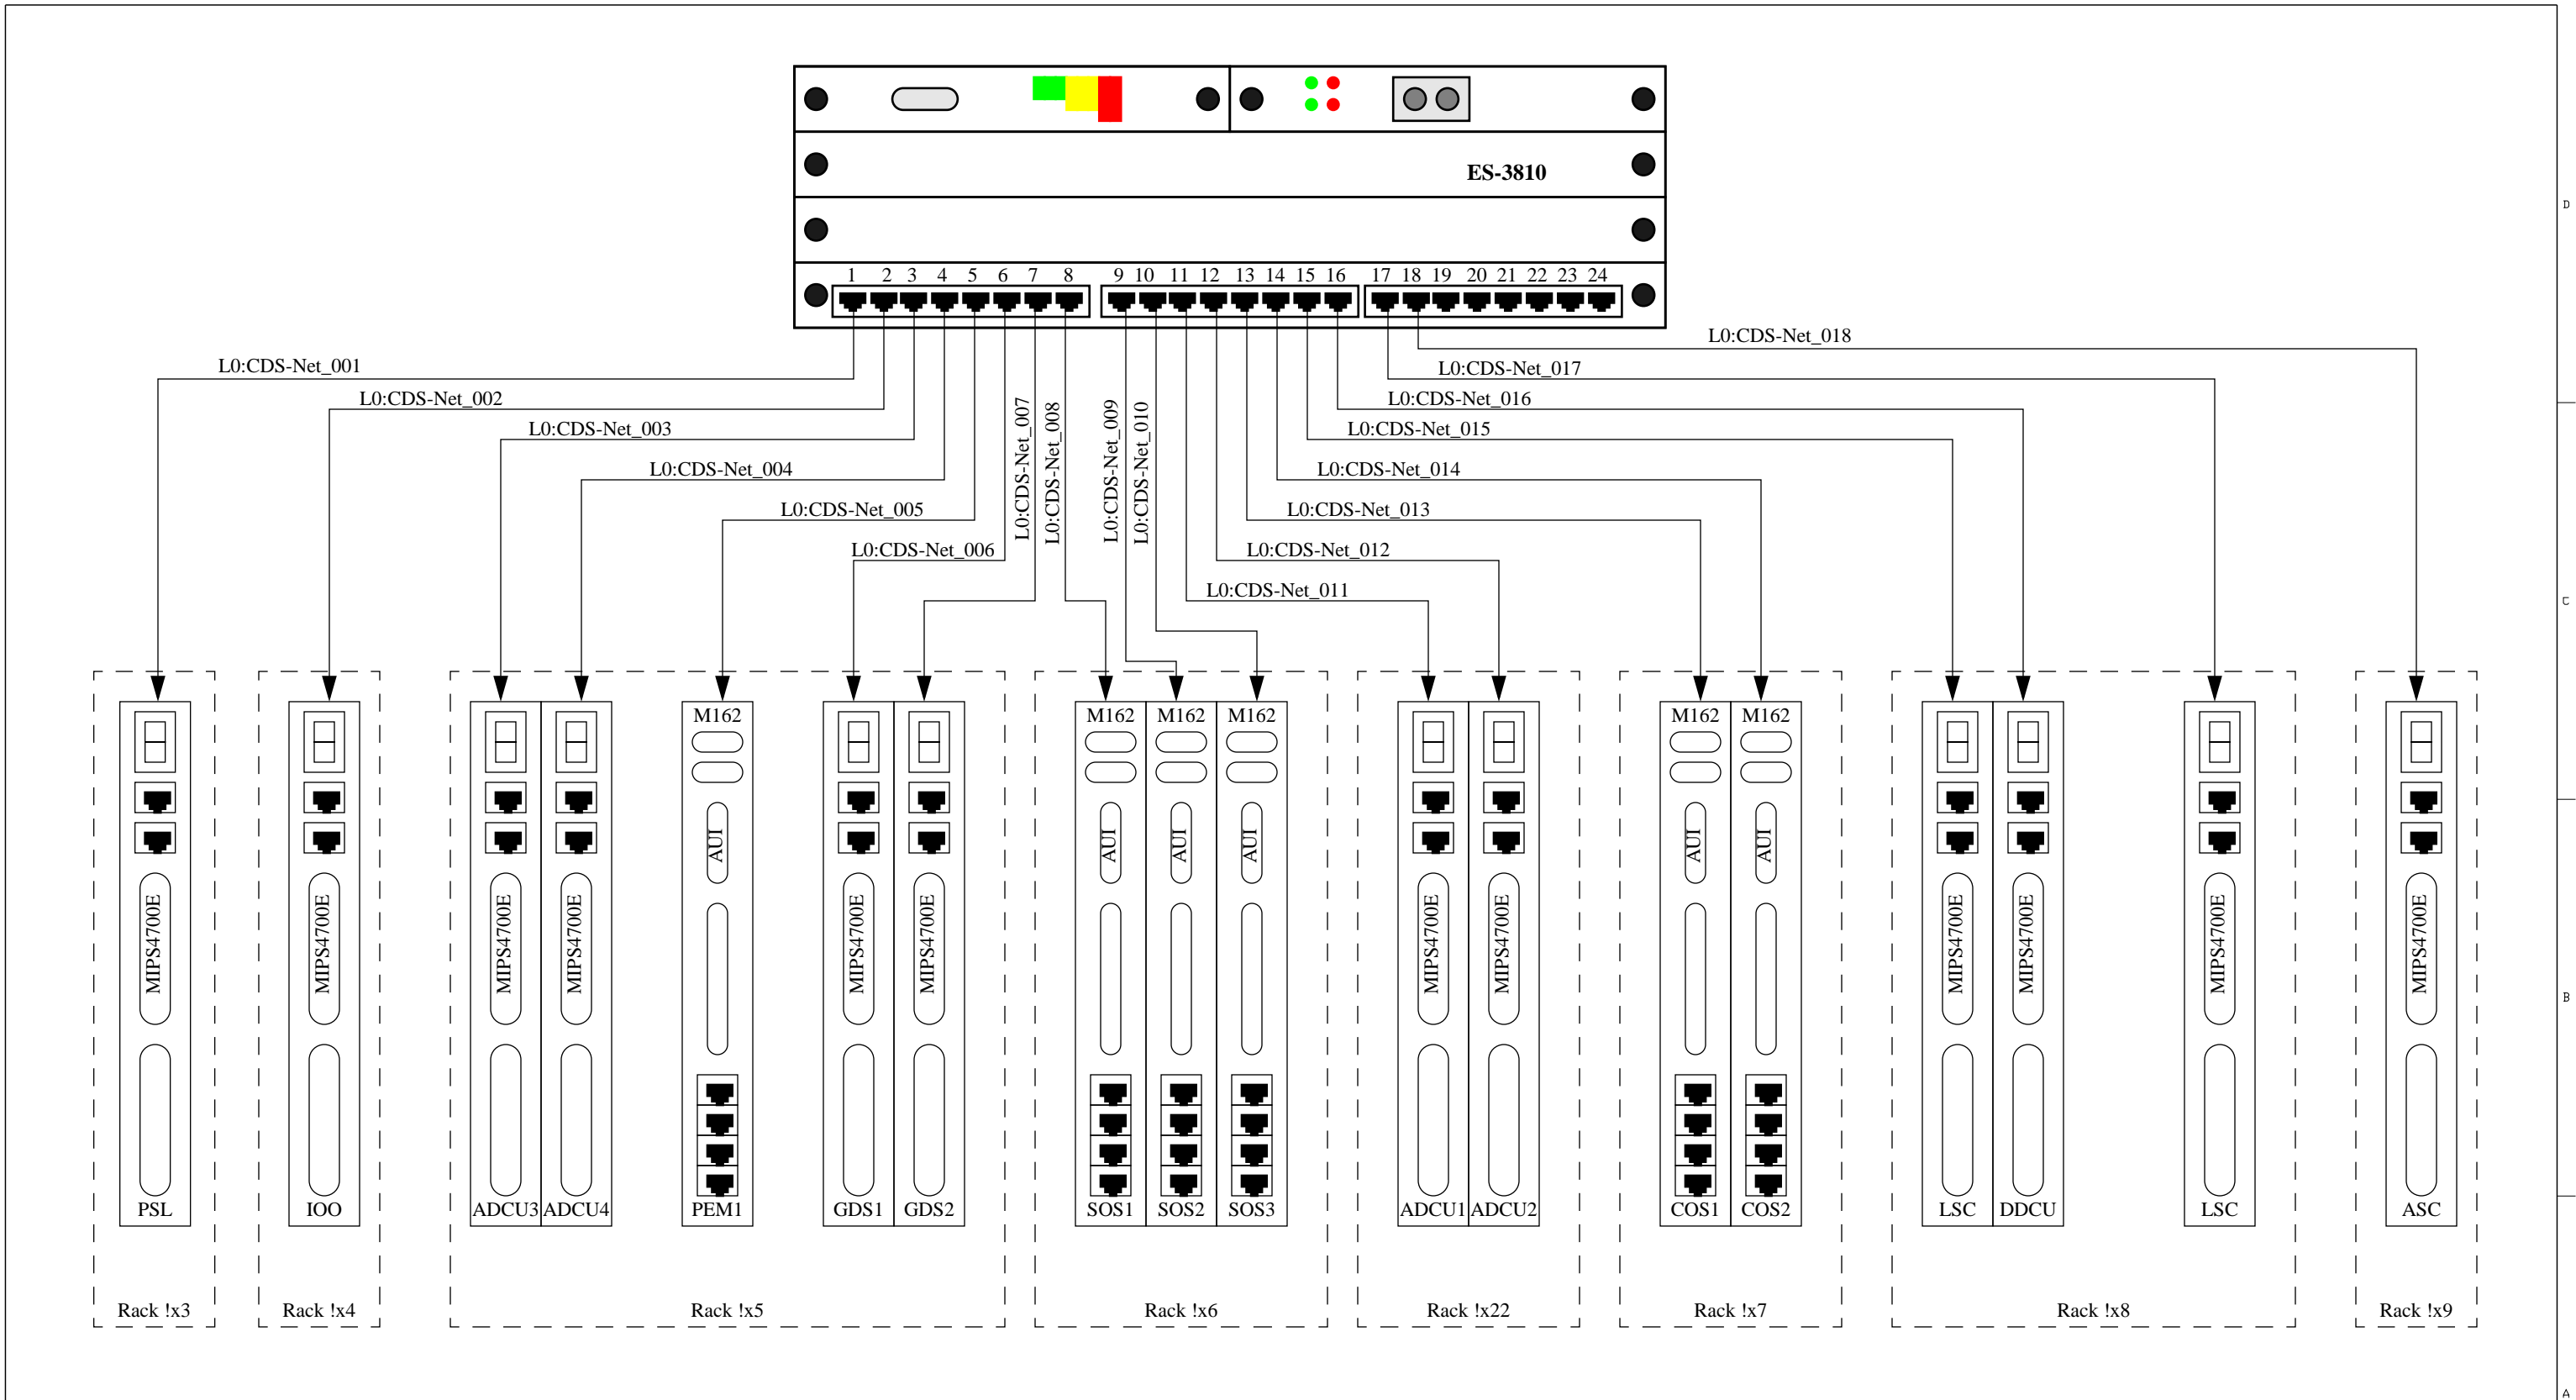 ES-3810
D
1 2 3 4 5 6 7 8 9 10 11 12 13 14 15 16 17 18 19 20 21 22 23 24
L0:CDS-Net_018
L0:CDS-Net_001
L0:CDS-Net_017
L0:CDS-Net_002
L0:CDS-Net_016
L0:CDS-Net_003
L0:CDS-Net_015
L0:CDS-Net_007
L0:CDS-Net_008
L0:CDS-Net_009
L0:CDS-Net_010
L0:CDS-Net_004
L0:CDS-Net_014
L0:CDS-Net_005
L0:CDS-Net_013
L0:CDS-Net_006
L0:CDS-Net_012
L0:CDS-Net_011
C
M162
M162 M162 M162
M162 M162
AUI
AUI
AUI
AUI
AUI
AUI
MIPS4700E
MIPS4700E
MIPS4700E
MIPS4700E
MIPS4700E
MIPS4700E
MIPS4700E
MIPS4700E
MIPS4700E
MIPS4700E
MIPS4700E
MIPS4700E
B
PSL
IOO
ADCU3 ADCU4
PEM1
GDS1 GDS2
SOS1 SOS2 SOS3
ADCU1 ADCU2
COS1 COS2
LSC DDCU
LSC
ASC
Rack !x3
Rack !x4
Rack !x5
Rack !x6
Rack !x22
Rack !x7
Rack !x8
Rack !x9
A